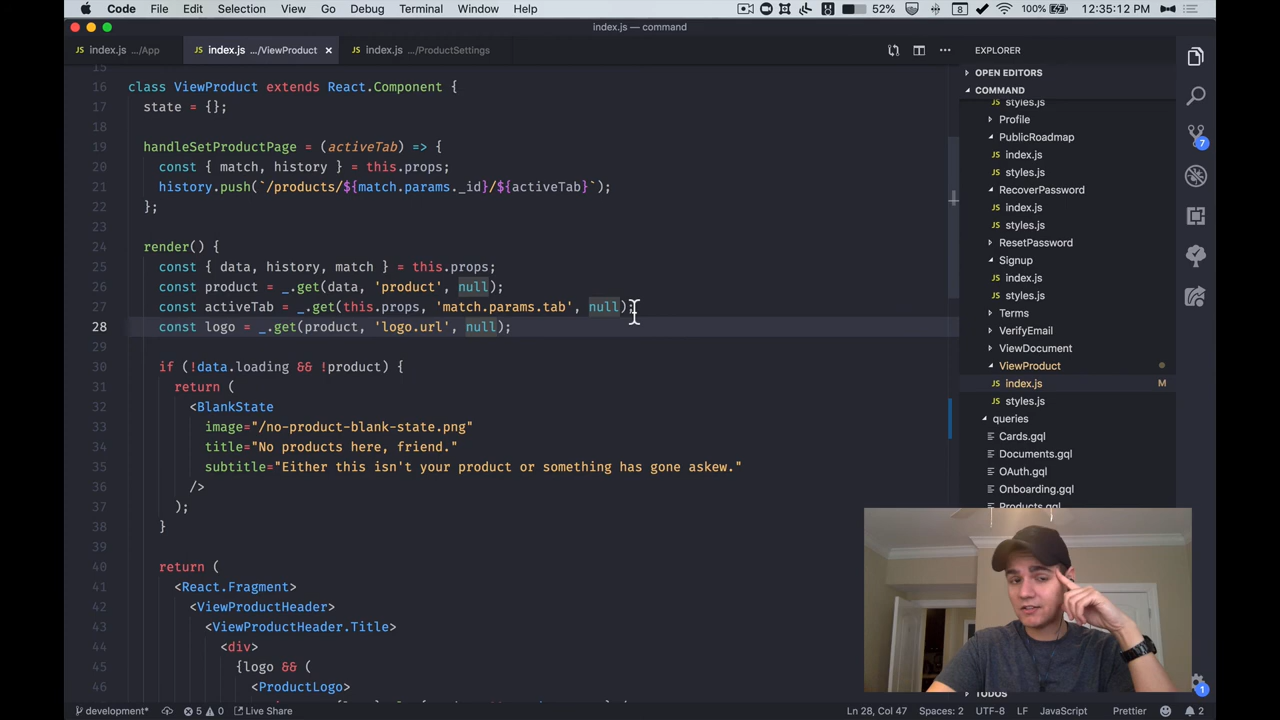 Code File Edit Selection View Go Debug Terminal Window Help 52% 8 100% 12:35:12 PM
index.js — command
index.js .../App index.js .../ViewProduct × index.js .../ProductSettings
EXPLORER
OPEN EDITORS
COMMAND
styles.js
Profile
PublicRoadmap
index.js
styles.js
RecoverPassword
index.js
styles.js
ResetPassword
Signup
index.js
styles.js
Terms
VerifyEmail
ViewDocument
ViewProduct
index.js M
styles.js
queries
Cards.gql
Documents.gql
OAuth.gql
Onboarding.gql
Products.gql
TODOS
7
1
15
16 class ViewProduct extends React.Component {
17 state = {};
18
19 handleSetProductPage = (activeTab) => {
20 const { match, history } = this.props;
21 history.push(`/products/${match.params._id}/${activeTab}`);
22 };
23
24 render() {
25 const { data, history, match } = this.props;
26 const product = _.get(data, 'product', null);
27 const activeTab = _.get(this.props, 'match.params.tab', null);
28 const logo = _.get(product, 'logo.url', null);
29
30 if (!data.loading && !product) {
31 return (
32 <BlankState
33 image="/no-product-blank-state.png"
34 title="No products here, friend."
35 subtitle="Either this isn't your product or something has gone askew."
36 />
37 );
38 }
39
40 return (
41 <React.Fragment>
42 <ViewProductHeader>
43 <ViewProductHeader.Title>
44 <div>
45 {logo && (
46 <ProductLogo>
development* 5 0 Live Share Ln 28, Col 47 Spaces: 2 UTF-8 LF JavaScript Prettier 2